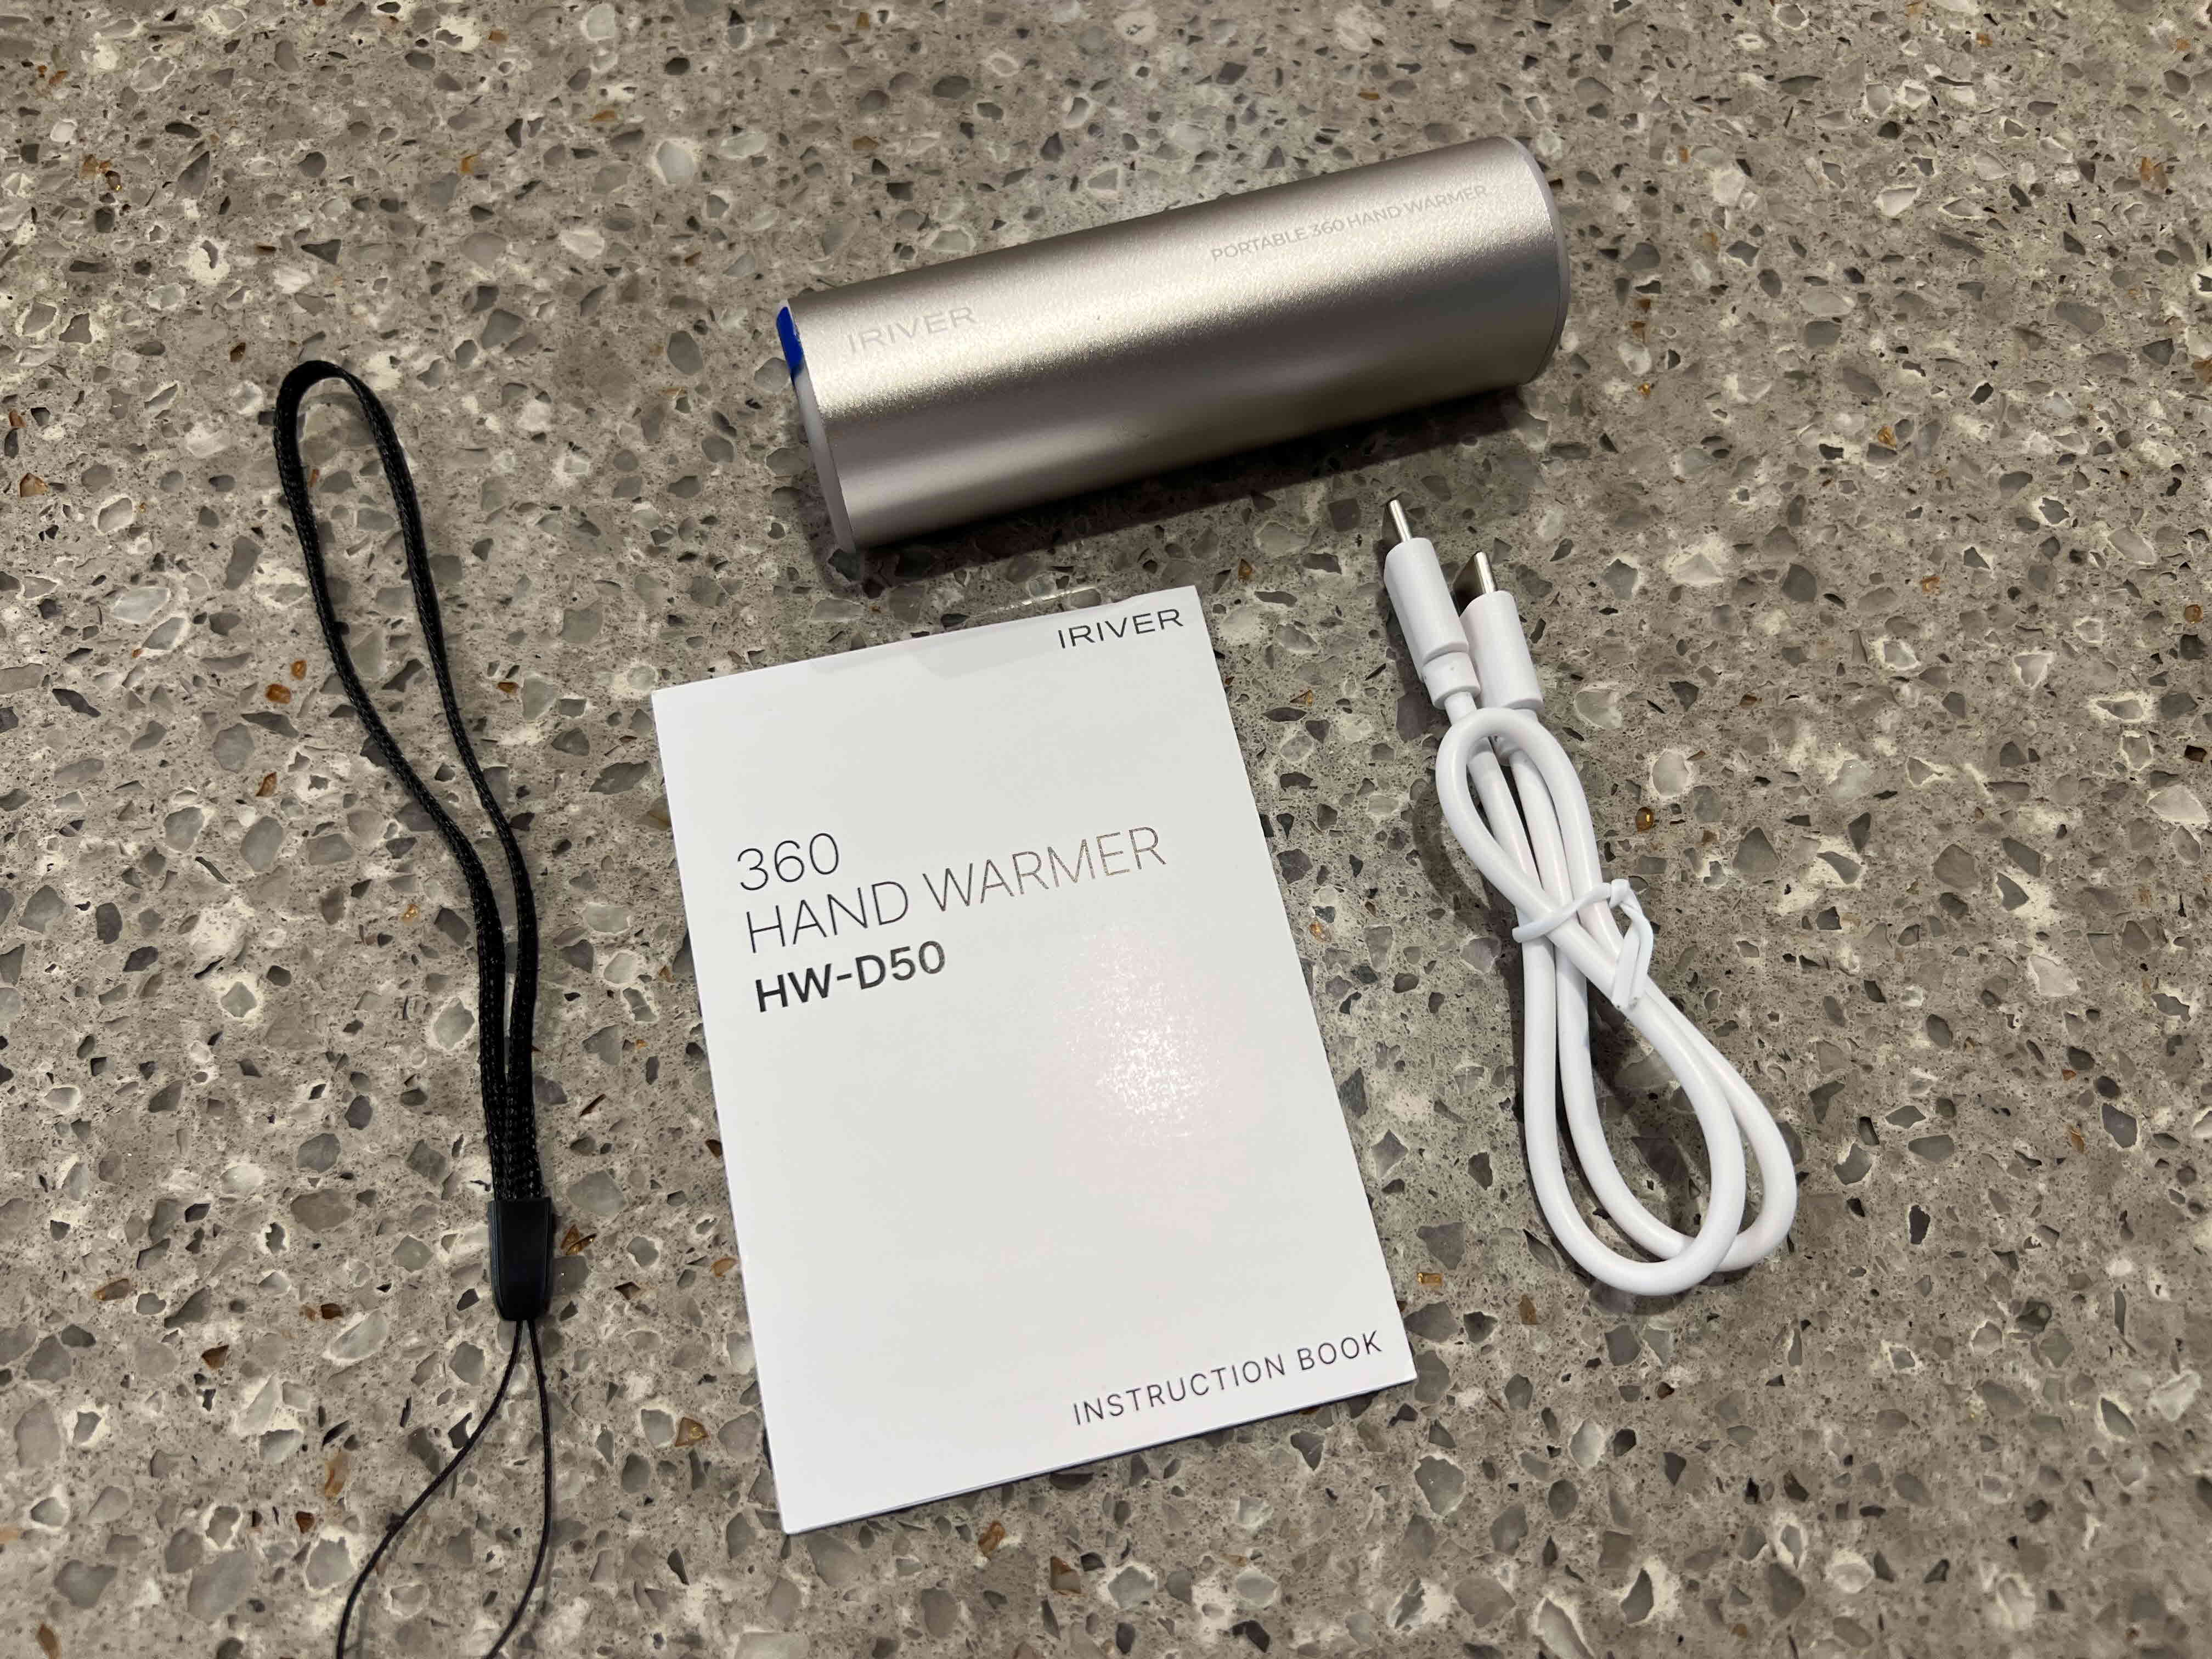 IRIVER
PORTABLE 360 HAND WARMER
IRIVER
360
HAND WARMER
HW-D50
INSTRUCTION BOOK